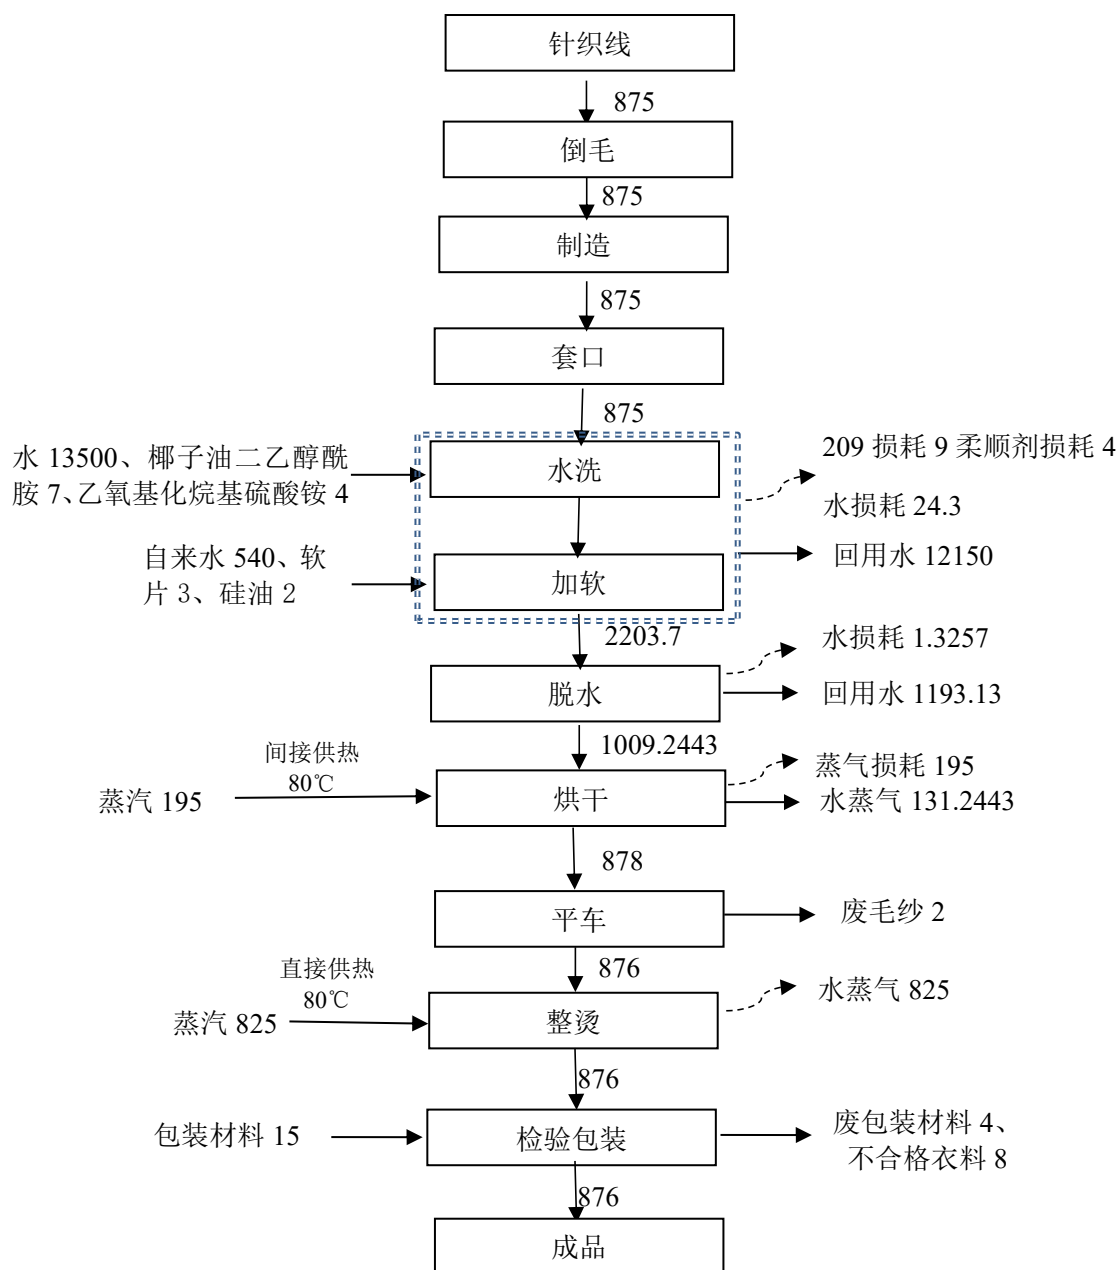 针织线
875
倒毛
875
制造
875
套口
875
水 13500、椰子油二乙醇酰
胺 7、乙氧基化烷基硫酸铵 4
水洗
209 损耗 9 柔顺剂损耗 4
水损耗 24.3
自来水 540、软
片 3、硅油 2
加软
回用水 12150
2203.7
水损耗 1.3257
脱水
回用水 1193.13
1009.2443
间接供热
80℃
蒸汽 195
烘干
蒸气损耗 195
水蒸气 131.2443
878
平车
废毛纱 2
876
直接供热
80℃
蒸汽 825
整烫
水蒸气 825
876
包装材料 15
检验包装
废包装材料 4、
不合格衣料 8
876
成品